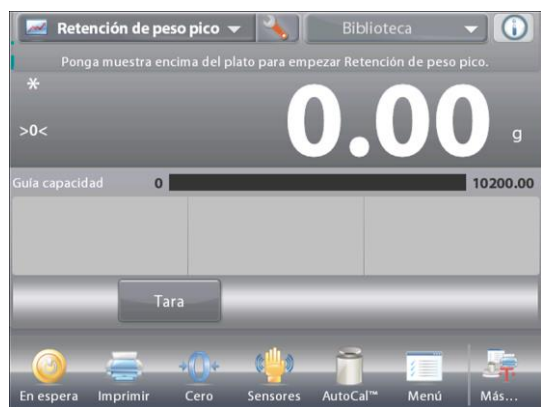 Retención de peso pico
Biblioteca
Ponga muestra encima del plato para empezar Retención de peso pico.
*
>0<
0.00 g
Guía capacidad 0 10200.00
Tara
En espera Imprimir Cero Sensores AutoCal™ Menú Más...